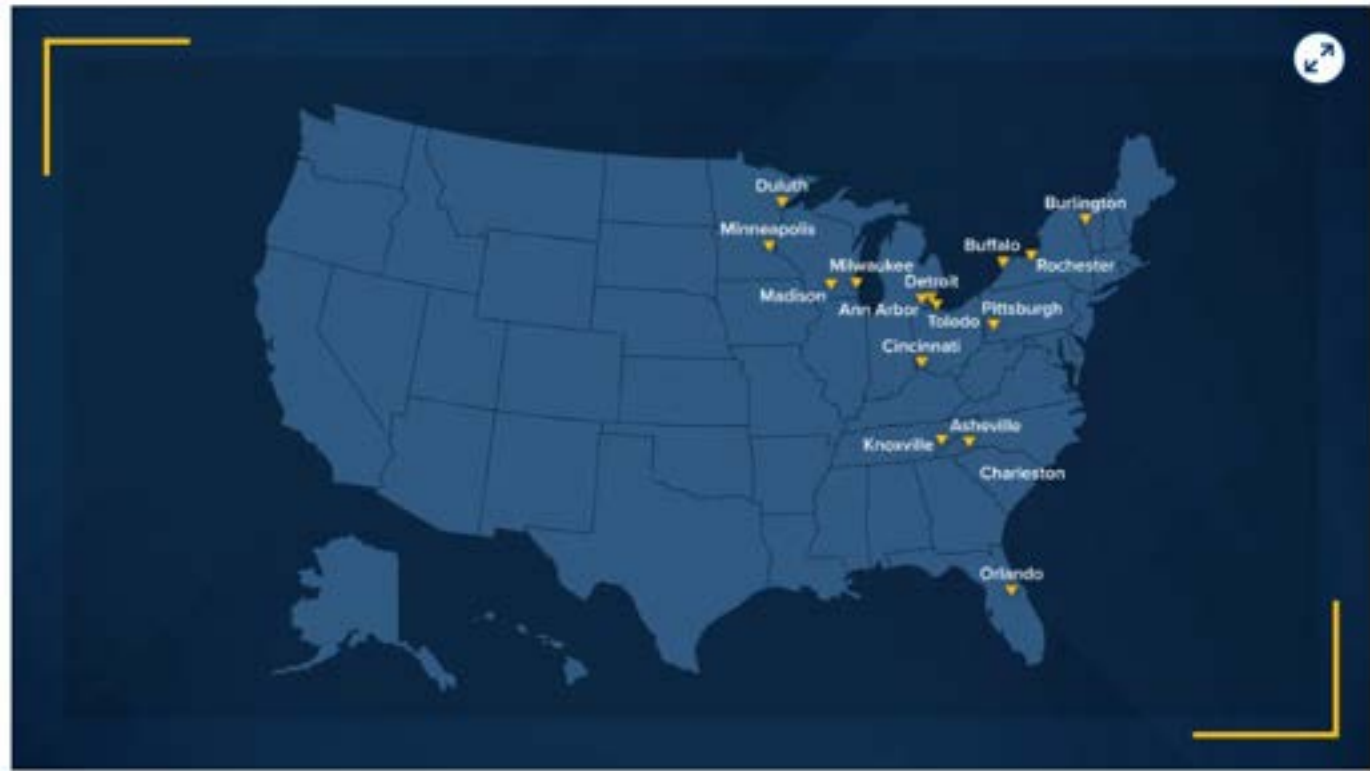 Duluth
Burlington
Minneapolis
Buffalo
Rochester
Milwaukee
Detroit
Madison
Ann Arbor
Toledo
Pittsburgh
Cincinnati
Asheville
Knoxville
Charleston
Orlando